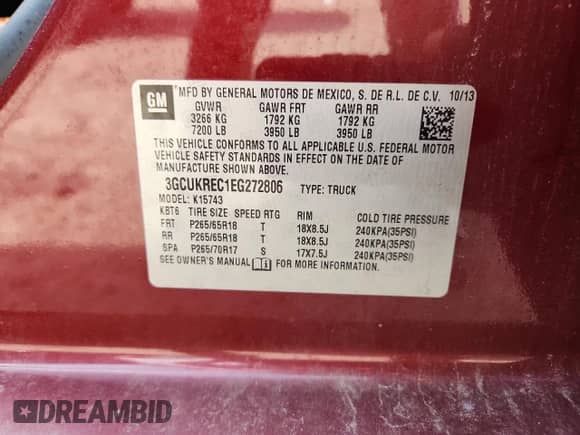 GM
MFD BY GENERAL MOTORS DE MEXICO, S. DE R.L. DE C.V. 10/13
GVWR GAWR FRT GAWR RR
3266 KG 1792 KG 1792 KG
7200 LB 3950 LB 3950 LB
THIS VEHICLE CONFORMS TO ALL APPLICABLE U.S. FEDERAL MOTOR
VEHICLE SAFETY STANDARDS IN EFFECT ON THE DATE OF
MANUFACTURE SHOWN ABOVE.
3GCUKREC1EG272806 TYPE: TRUCK
MODEL: K15743
KBT6 TIRE SIZE SPEED RTG RIM COLD TIRE PRESSURE
FRT P265/65R18 T 18X8.5J 240KPA(35PSI)
RR P265/65R18 T 18X8.5J 240KPA(35PSI)
SPA P265/70R17 S 17X7.5J 240KPA(35PSI)
SEE OWNER'S MANUAL FOR MORE INFORMATION.
DREAMBID